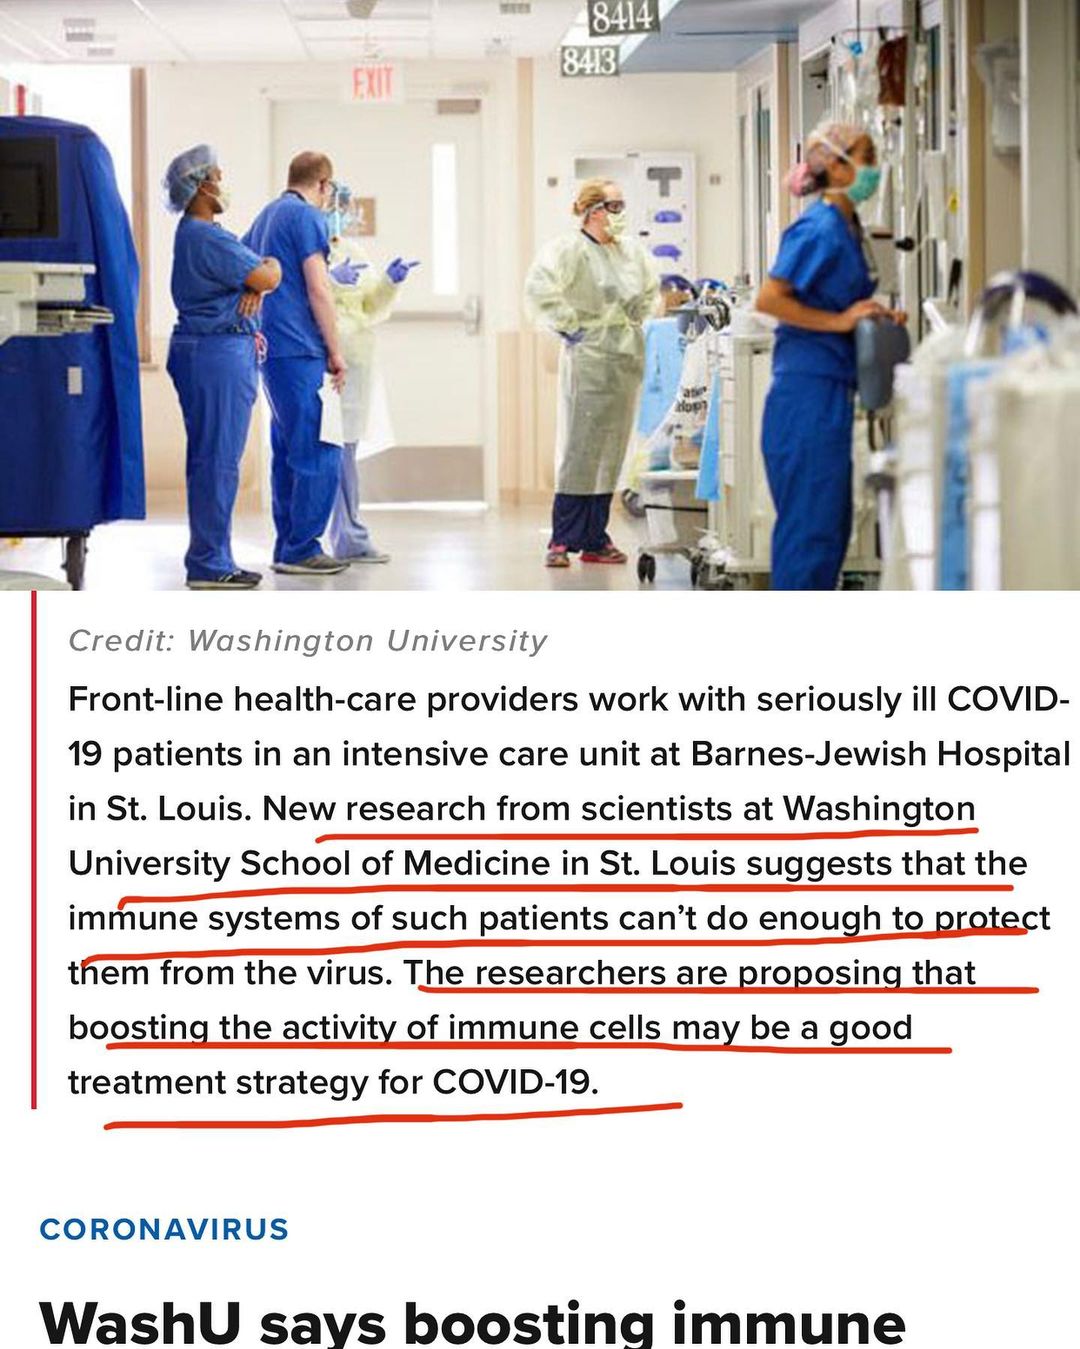 8414
8413
EXIT
Credit: Washington University
Front-line health-care providers work with seriously ill COVID-
19 patients in an intensive care unit at Barnes-Jewish Hospital
in St. Louis. New research from scientists at Washington
University School of Medicine in St. Louis suggests that the
immune systems of such patients can't do enough to protect
them from the virus. The researchers are proposing that
boosting the activity of immune cells may be a good
treatment strategy for COVID-19.
CORONAVIRUS
WashU says boosting immune